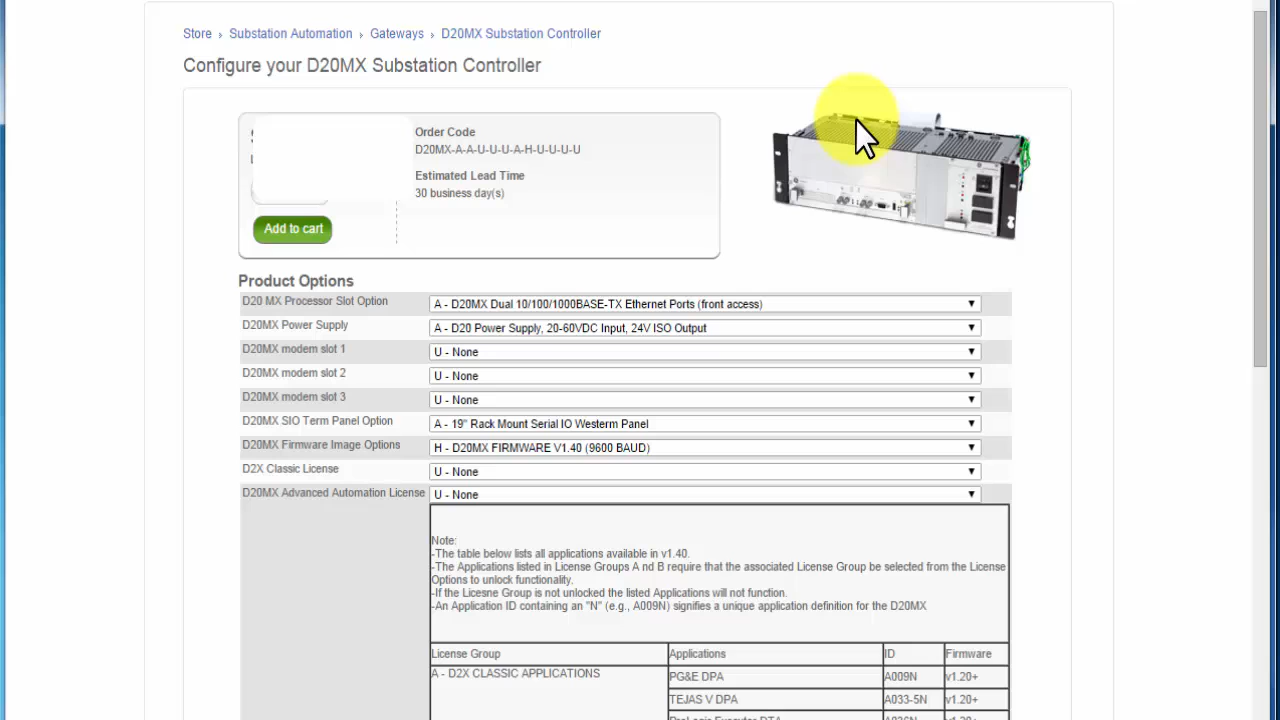 Store › Substation Automation › Gateways › D20MX Substation Controller
Configure your D20MX Substation Controller
Order Code
D20MX-A-A-U-U-U-A-H-U-U-U-U
Estimated Lead Time
30 business day(s)
Add to cart
Product Options
D20 MX Processor Slot Option A - D20MX Dual 10/100/1000BASE-TX Ethernet Ports (front access)
D20MX Power Supply A - D20 Power Supply, 20-60VDC Input, 24V ISO Output
D20MX modem slot 1 U - None
D20MX modem slot 2 U - None
D20MX modem slot 3 U - None
D20MX SIO Term Panel Option A - 19" Rack Mount Serial IO Westerm Panel
D20MX Firmware Image Options H - D20MX FIRMWARE V1.40 (9600 BAUD)
D2X Classic License U - None
D20MX Advanced Automation License U - None
Note:
-The table below lists all applications available in v1.40.
-The Applications listed in License Groups A nd B require that the associated License Group be selected from the License
Options to unlock functionality.
-If the Licesne Group is not unlocked the listed Applications will not function.
-An Application ID containing an "N" (e.g., A009N) signifies a unique application definition for the D20MX
License Group Applications ID Firmware
A - D2X CLASSIC APPLICATIONS PG&E DPA A009N v1.20+
TEJAS V DPA A033-5N v1.20+